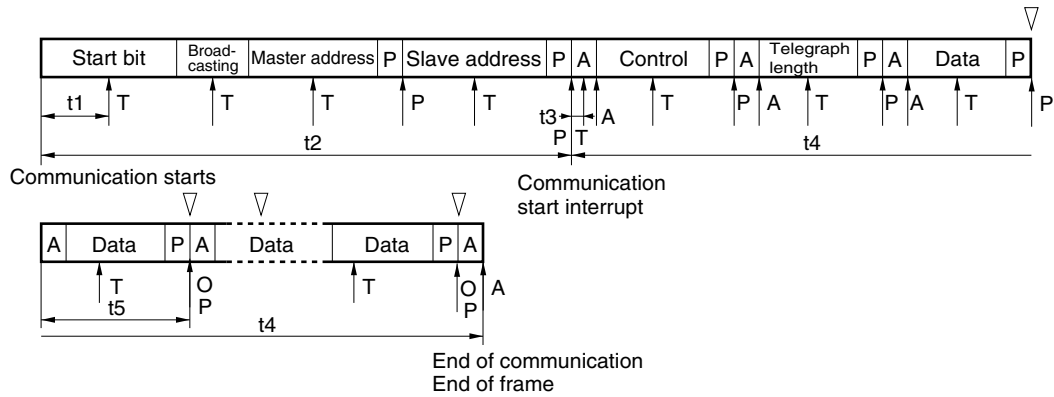 Start bit Broad-casting Master address P Slave address P A Control P A Telegraph length P A Data P
t1 T T T P T t3 A T P A T P A T P
P T
t2 t4
Communication starts
Communication
start interrupt
A Data P A Data Data P A
T O T O A
P P
t5
t4
End of communication
End of frame